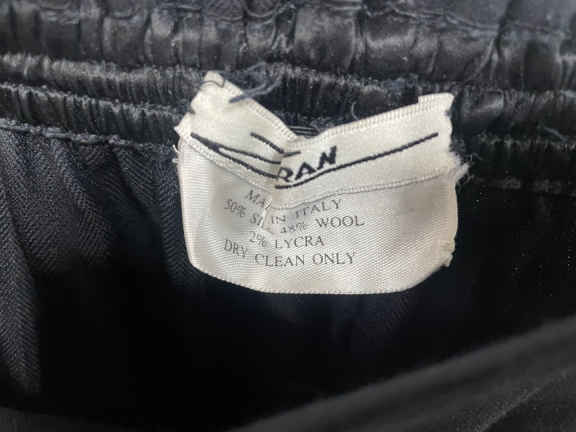 RAN
MA IN ITALY
50% SI 48% WOOL
2% LYCRA
DRY CLEAN ONLY